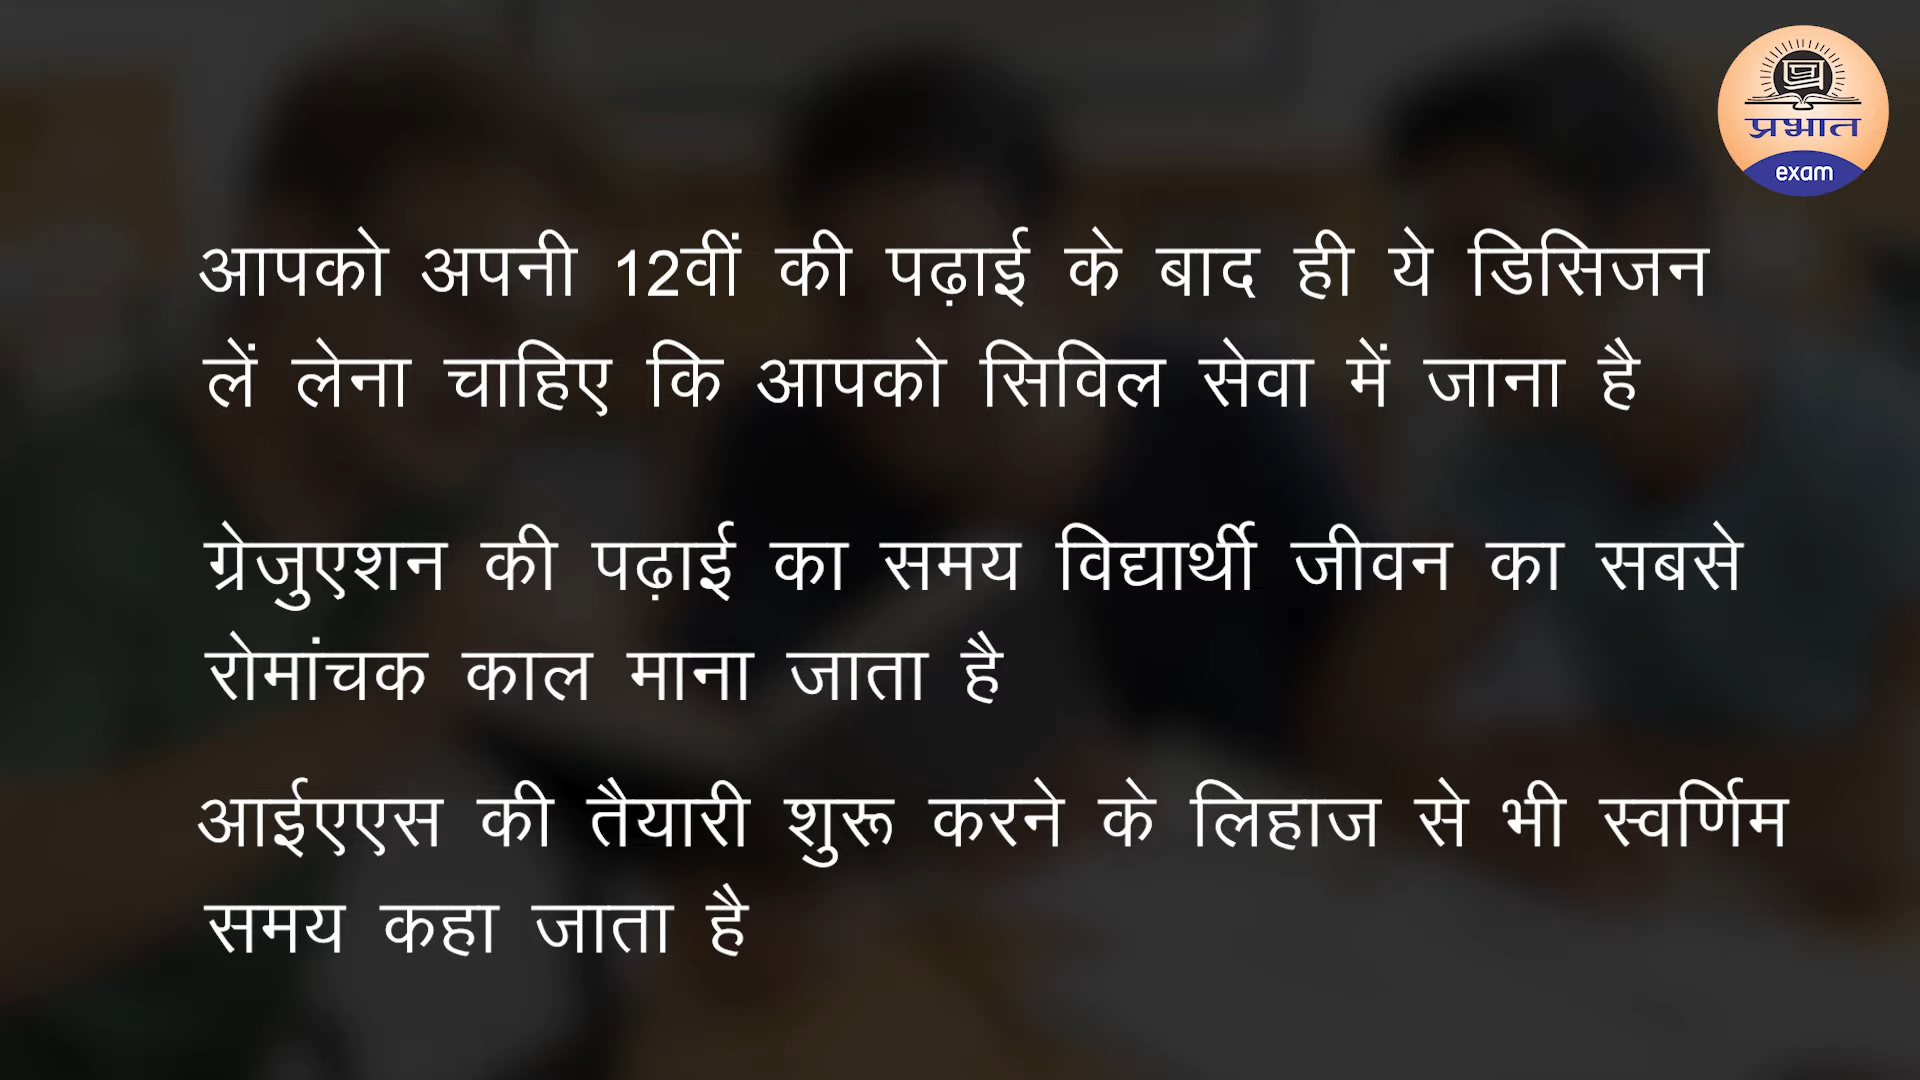 प्रभात
exam
आपको अपनी 12वीं की पढ़ाई के बाद ही ये डिसिजन
लें लेना चाहिए कि आपको सिविल सेवा में जाना है
ग्रेजुएशन की पढ़ाई का समय विद्यार्थी जीवन का सबसे
रोमांचक काल माना जाता है
आईएएस की तैयारी शुरू करने के लिहाज से भी स्वर्णिम
समय कहा जाता है